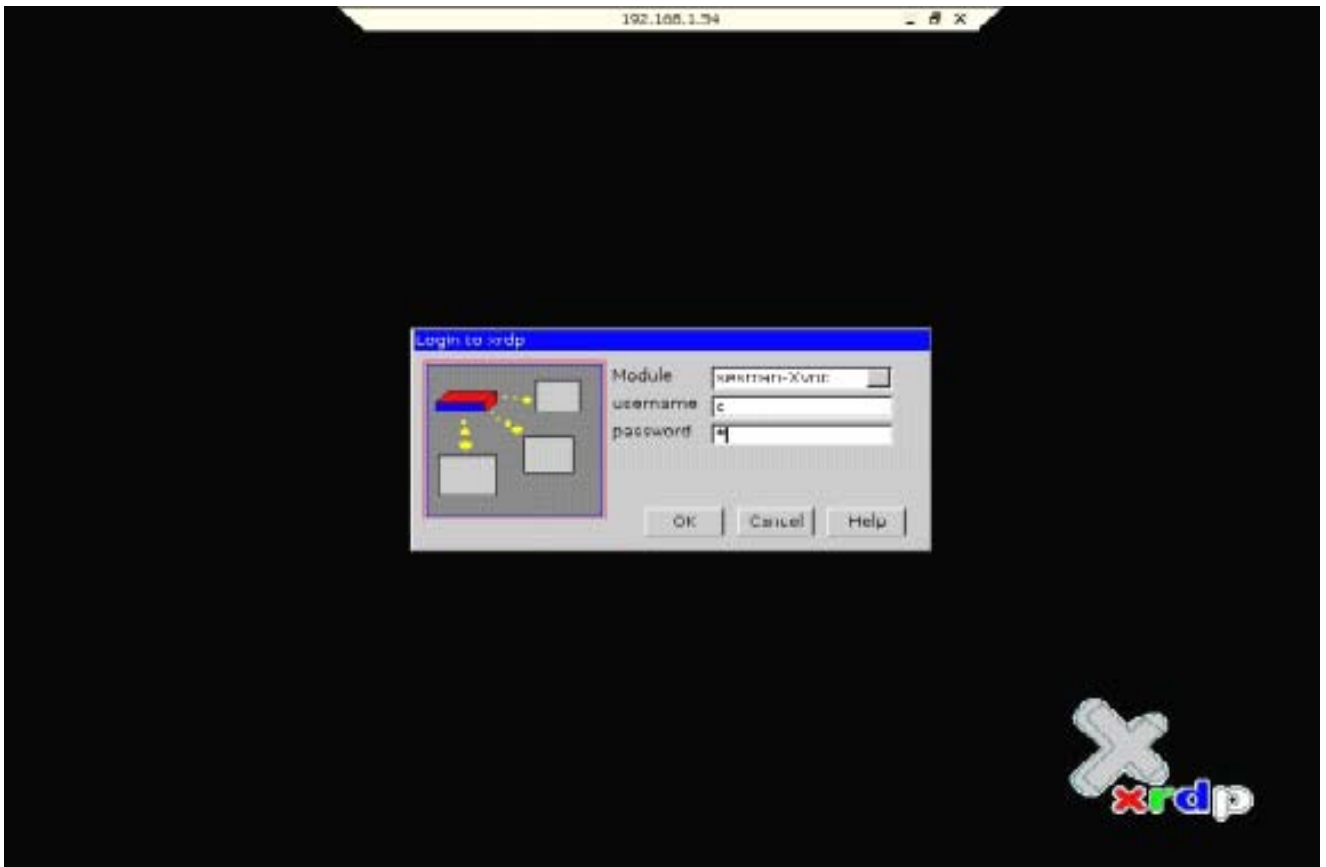 192.168.1.54
Login to xrdp
Module sesman-Xvnc
username c
password *
OK Cancel Help
xrdp